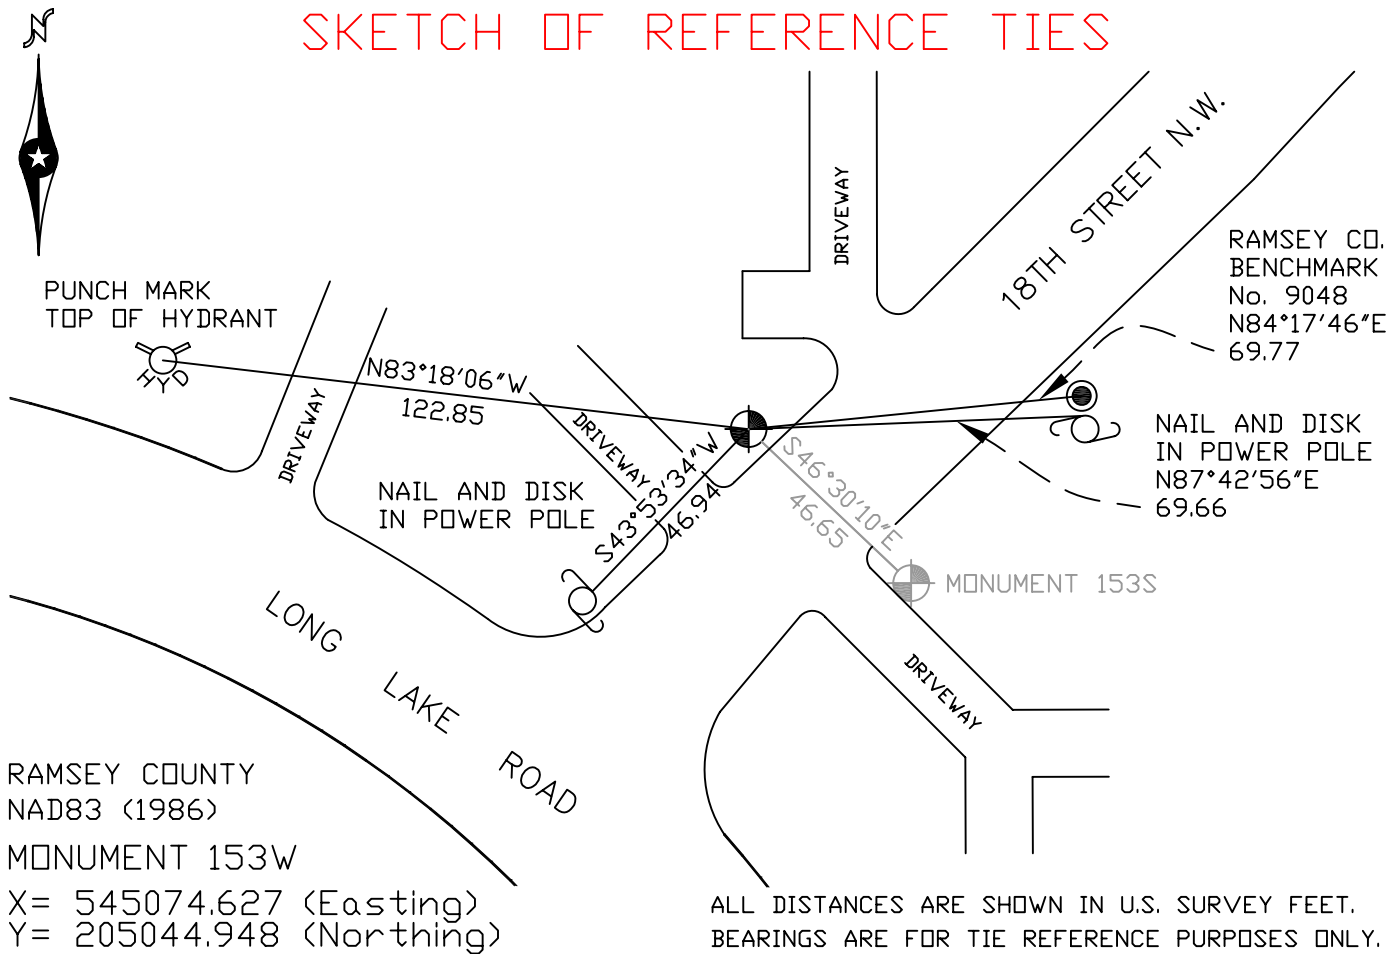 N
SKETCH OF REFERENCE TIES
DRIVEWAY
18TH STREET N.W.
RAMSEY CO.
BENCHMARK
No. 9048
N84°17'46"E
69.77
PUNCH MARK
TOP OF HYDRANT
HYD
N83°18'06"W
122.85
DRIVEWAY
DRIVEWAY
NAIL AND DISK
IN POWER POLE
N87°42'56"E
69.66
NAIL AND DISK
IN POWER POLE
S43°53'34"W
46.94
S46°30'10"E
46.65
MONUMENT 153S
LONG LAKE ROAD
DRIVEWAY
RAMSEY COUNTY
NAD83 (1986)
MONUMENT 153W
X= 545074.627 (Easting)
Y= 205044.948 (Northing)
ALL DISTANCES ARE SHOWN IN U.S. SURVEY FEET.
BEARINGS ARE FOR TIE REFERENCE PURPOSES ONLY.